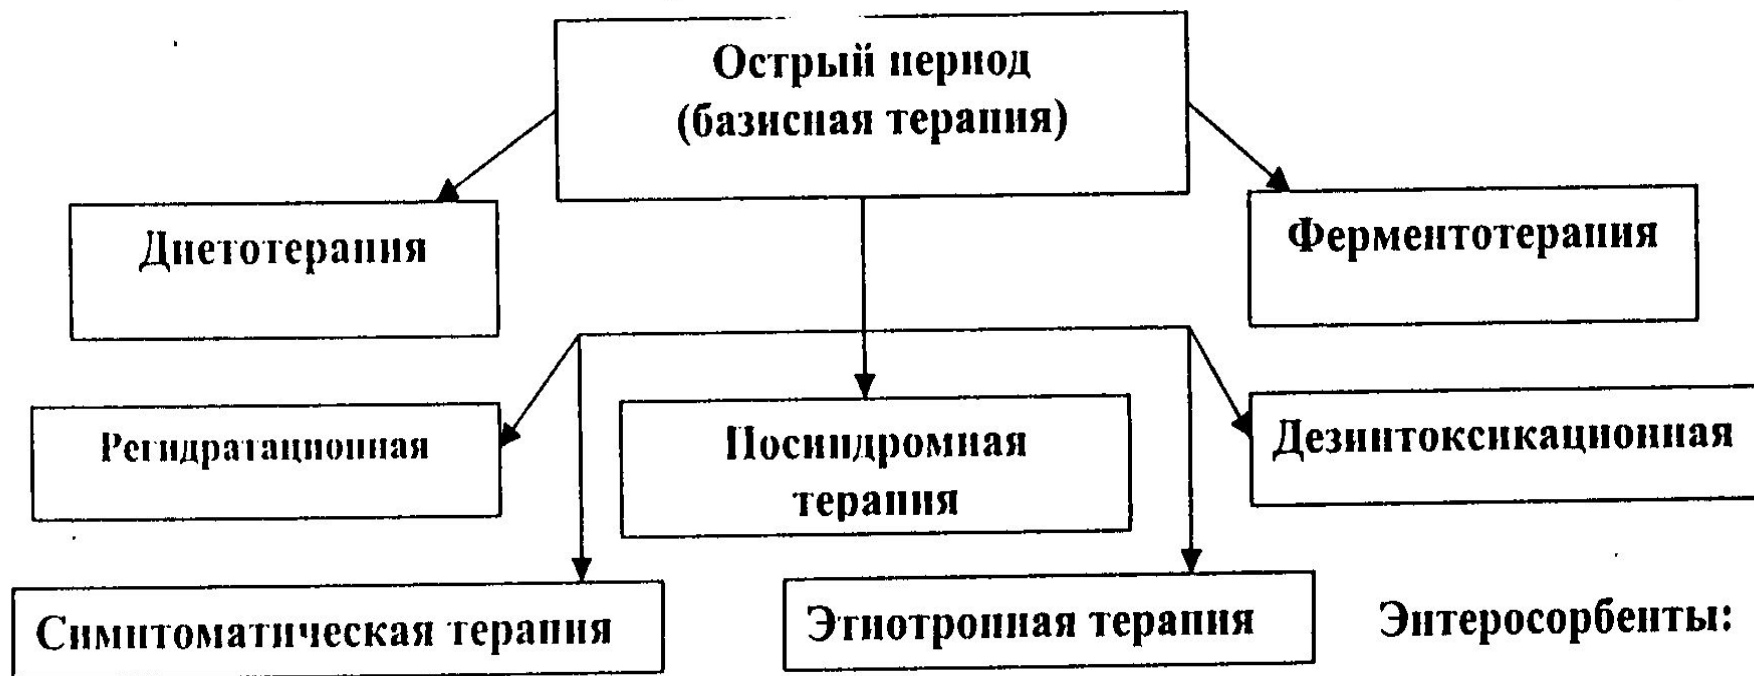 Острый период
(базисная терапия)
Диетотерапия
Ферментотерапия
Регидратационная
Посиндромная
терапия
Дезинтоксикационная
Симптоматическая терапия
Этиотропная терапия
Энтеросорбенты: